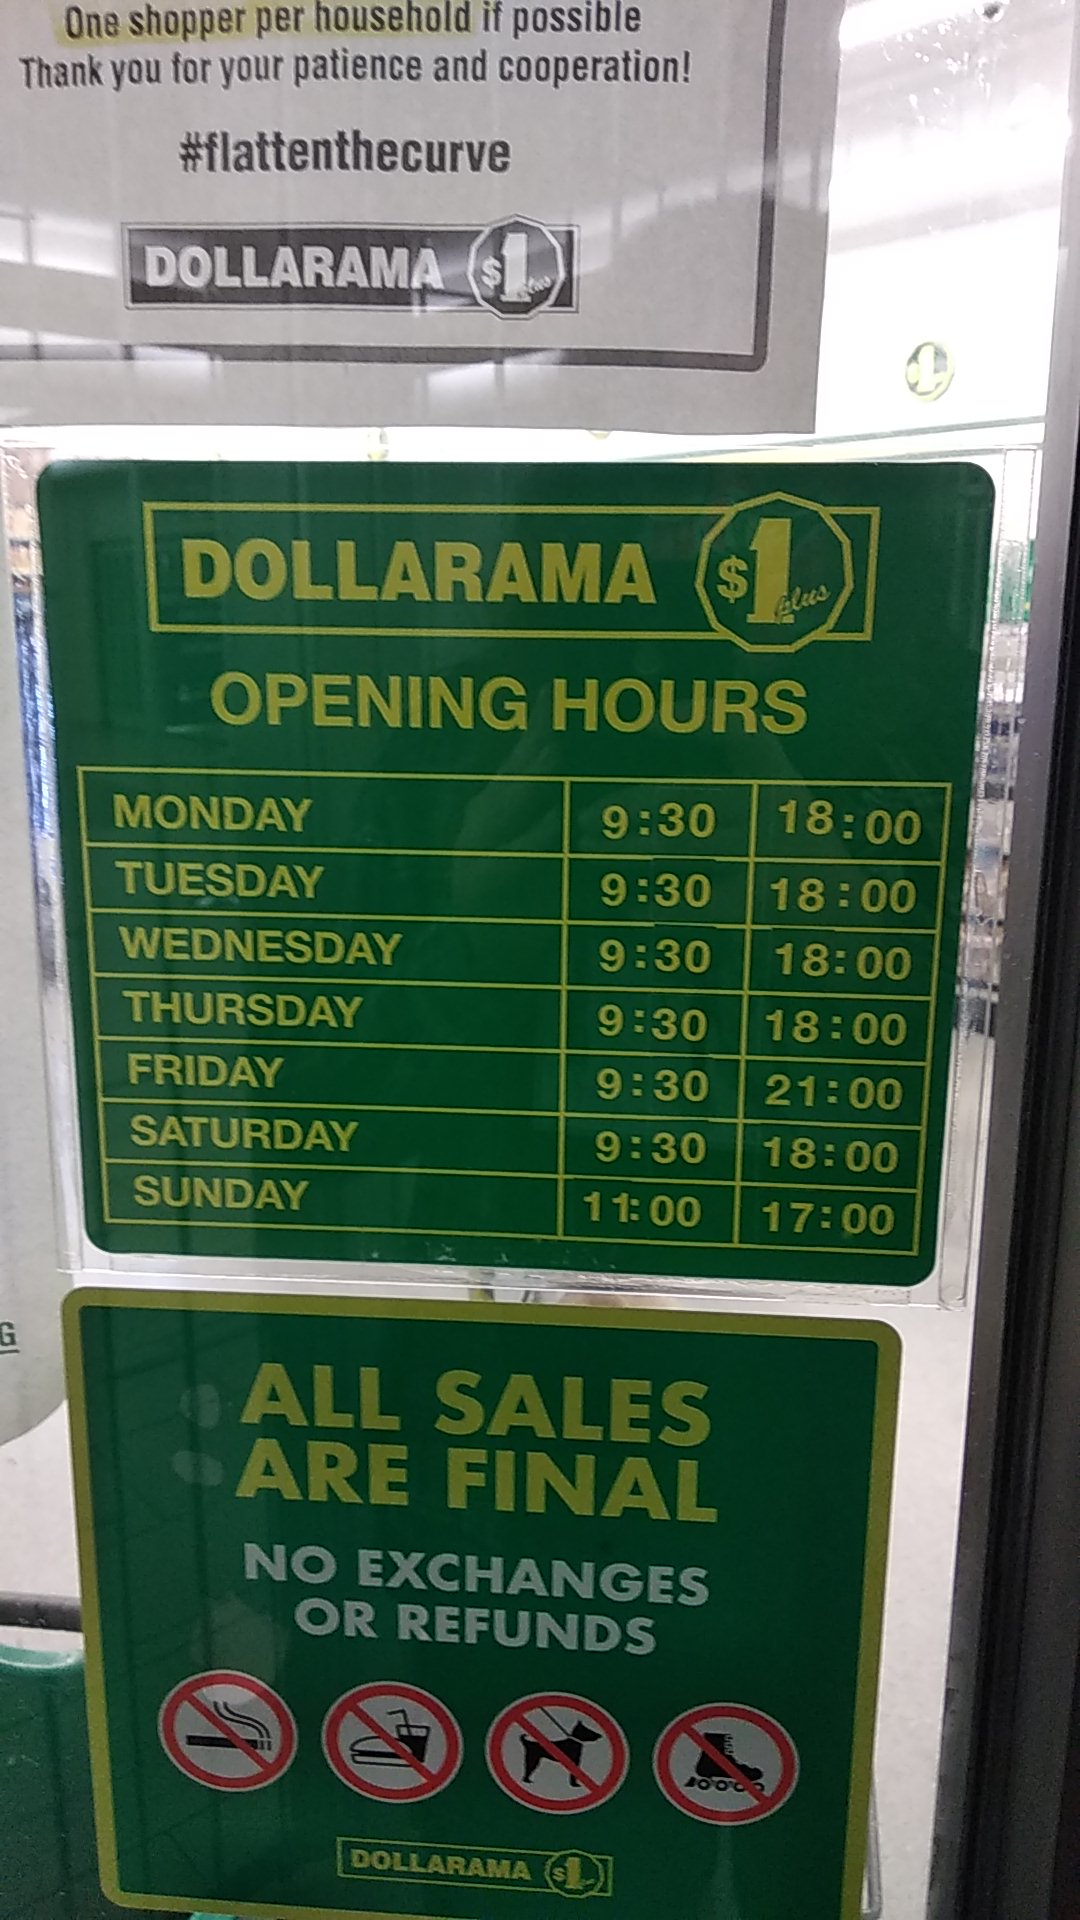 One shopper per household if possible
Thank you for your patience and cooperation!
#flattenthecurve
DOLLARAMA $1 plus
DOLLARAMA $1 plus
OPENING HOURS
MONDAY 9:30 18:00
TUESDAY 9:30 18:00
WEDNESDAY 9:30 18:00
THURSDAY 9:30 18:00
FRIDAY 9:30 21:00
SATURDAY 9:30 18:00
SUNDAY 11:00 17:00
G
ALL SALES
ARE FINAL
NO EXCHANGES
OR REFUNDS
DOLLARAMA $1